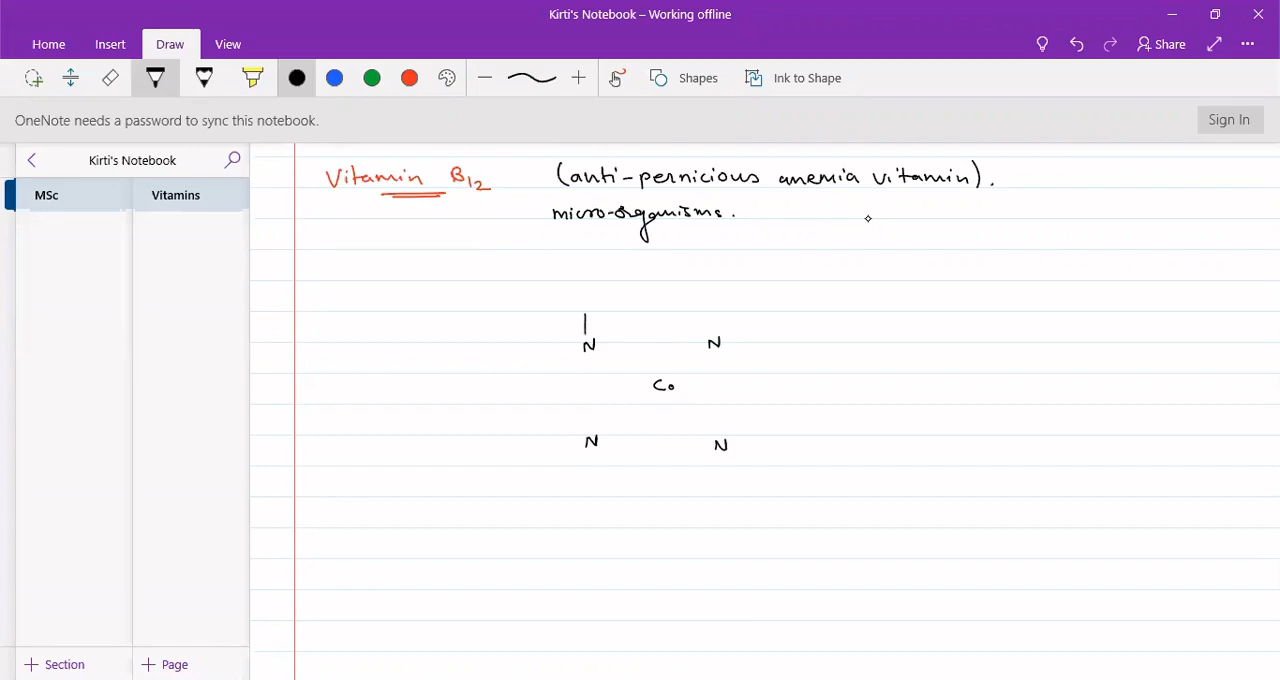 Kirti's Notebook – Working offline
Home Insert Draw View
Share
Shapes
Ink to Shape
OneNote needs a password to sync this notebook.
Sign In
Kirti's Notebook
MSc
Vitamins
Vitamin B12 (anti-pernicious anemia vitamin).
micro-organisms.
N N
Co
N N
Section
Page